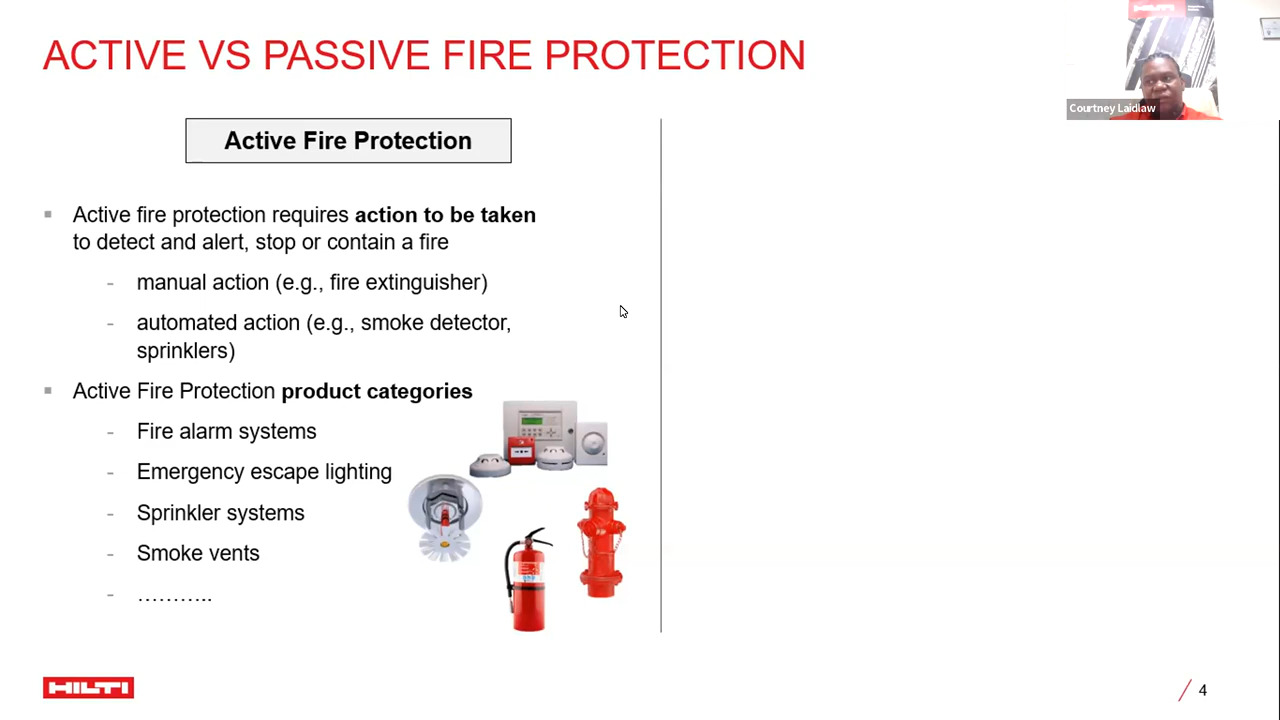 ACTIVE VS PASSIVE FIRE PROTECTION
HILTI
Courtney Laidlaw
Active Fire Protection
Active fire protection requires action to be taken
to detect and alert, stop or contain a fire
- manual action (e.g., fire extinguisher)
- automated action (e.g., smoke detector,
sprinklers)
Active Fire Protection product categories
- Fire alarm systems
- Emergency escape lighting
- Sprinkler systems
- Smoke vents
- ………..
HILTI
4